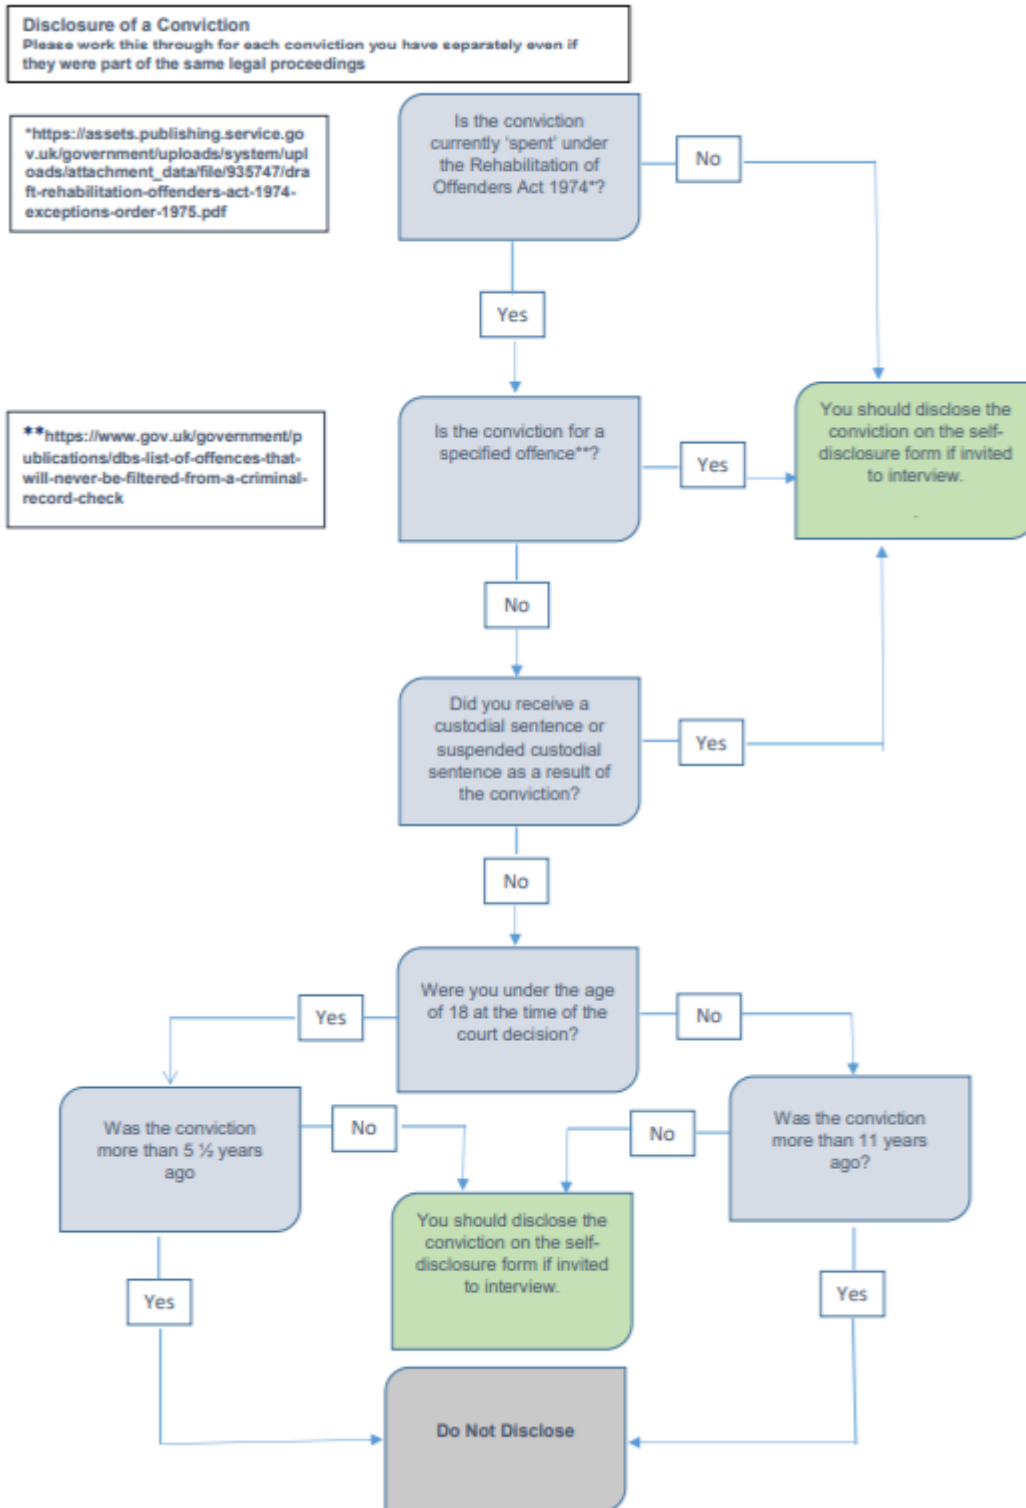 Disclosure of a Conviction
Please work this through for each conviction you have separately even if
they were part of the same legal proceedings
*https://assets.publishing.service.go
v.uk/government/uploads/system/upl
oads/attachment_data/file/935747/dra
ft-rehabilitation-offenders-act-1974-
exceptions-order-1975.pdf
Is the conviction
currently ‘spent’ under
the Rehabilitation of
Offenders Act 1974*?
No
Yes
**https://www.gov.uk/government/p
ublications/dbs-list-of-offences-that-
will-never-be-filtered-from-a-criminal-
record-check
Is the conviction for a
specified offence**?
Yes
You should disclose the
conviction on the self-
disclosure form if invited
to interview.
.
No
Did you receive a
custodial sentence or
suspended custodial
sentence as a result of
the conviction?
Yes
No
Were you under the age
of 18 at the time of the
court decision?
Yes
No
Was the conviction
more than 5 ½ years
ago
No
No
Was the conviction
more than 11 years
ago?
You should disclose the
conviction on the self-
disclosure form if invited
to interview.
Yes
Yes
Do Not Disclose